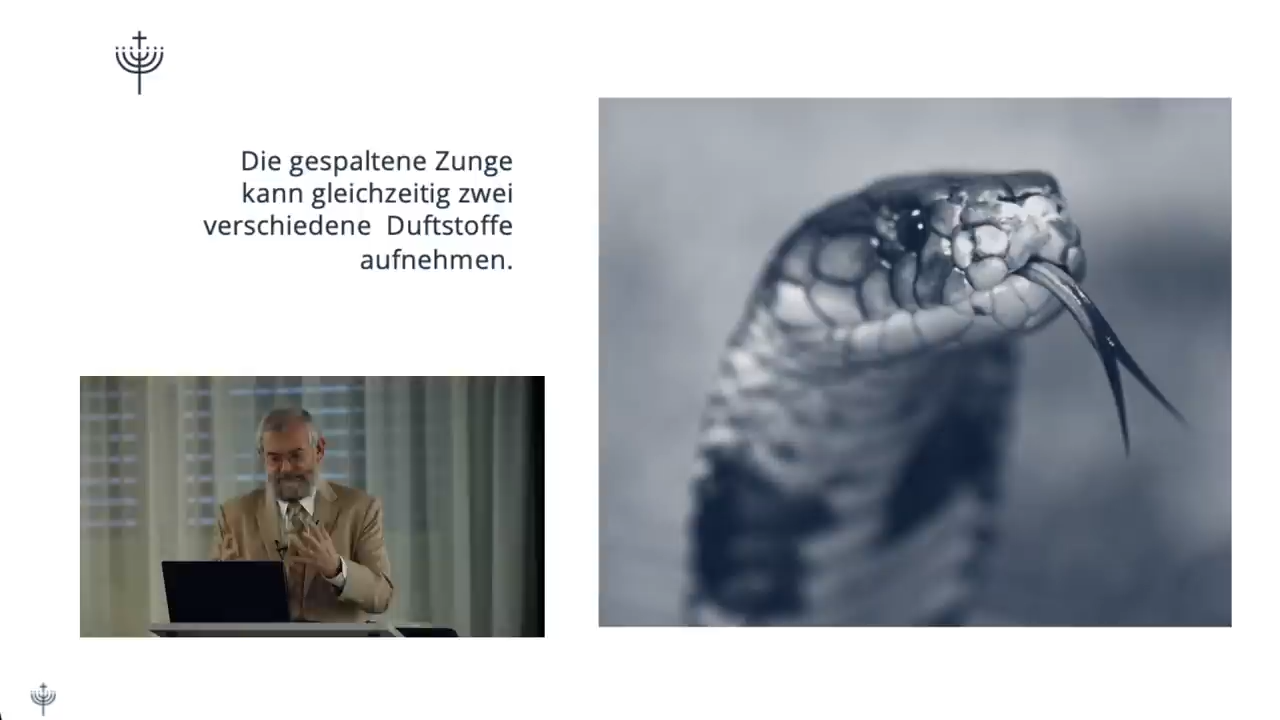 Die gespaltene Zunge
kann gleichzeitig zwei
verschiedene Duftstoffe
aufnehmen.